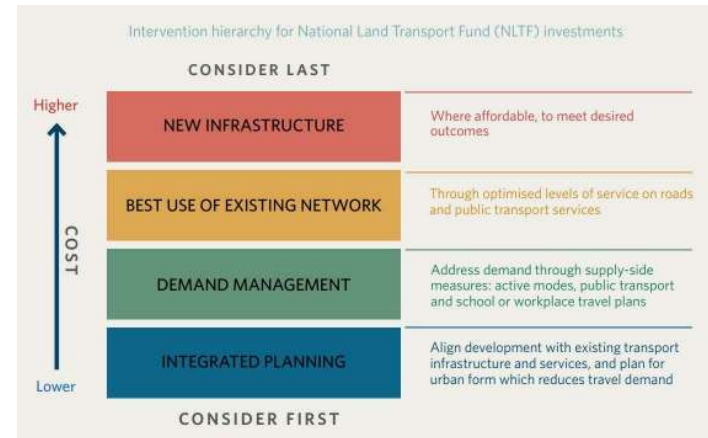 Intervention hierarchy for National Land Transport Fund (NLTF) investments
CONSIDER LAST
Higher
COST
Lower
NEW INFRASTRUCTURE
Where affordable, to meet desired
outcomes
BEST USE OF EXISTING NETWORK
Through optimised levels of service on roads
and public transport services
DEMAND MANAGEMENT
Address demand through supply-side
measures: active modes, public transport
and school or workplace travel plans
INTEGRATED PLANNING
Align development with existing transport
infrastructure and services, and plan for
urban form which reduces travel demand
CONSIDER FIRST